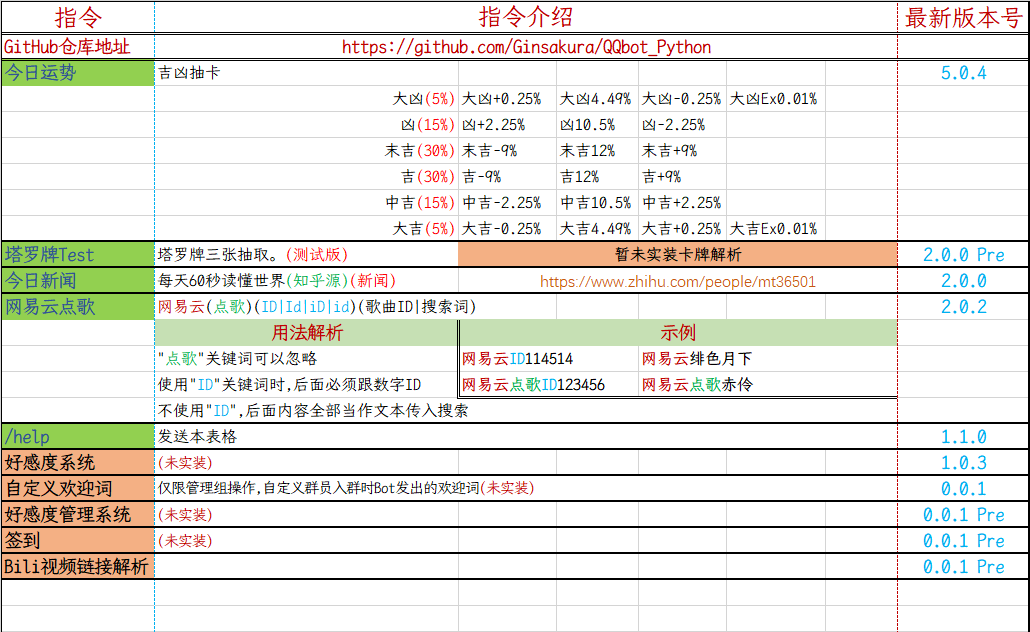 指令 指令介绍 最新版本号
GitHub仓库地址 https://github.com/Ginsakura/QQbot_Python
今日运势 吉凶抽卡 5.0.4
大凶(5%) 大凶+0.25% 大凶4.49% 大凶-0.25% 大凶Ex0.01%
凶(15%) 凶+2.25% 凶10.5% 凶-2.25%
末吉(30%) 末吉-9% 末吉12% 末吉+9%
吉(30%) 吉-9% 吉12% 吉+9%
中吉(15%) 中吉-2.25% 中吉10.5% 中吉+2.25%
大吉(5%) 大吉-0.25% 大吉4.49% 大吉+0.25% 大吉Ex0.01%
塔罗牌Test 塔罗牌三张抽取。(测试版) 暂未实装卡牌解析 2.0.0 Pre
今日新闻 每天60秒读懂世界(知乎源)(新闻) https://www.zhihu.com/people/mt36501 2.0.0
网易云点歌 网易云(点歌)(ID|Id|iD|id)(歌曲ID|搜索词) 2.0.2
用法解析 示例
"点歌"关键词可以忽略 网易云ID114514 网易云绯色月下
使用"ID"关键词时,后面必须跟数字ID 网易云点歌ID123456 网易云点歌赤伶
不使用"ID",后面内容全部当作文本传入搜索
/help 发送本表格 1.1.0
好感度系统 (未实装) 1.0.3
自定义欢迎词 仅限管理组操作,自定义群员入群时Bot发出的欢迎词(未实装) 0.0.1
好感度管理系统 (未实装) 0.0.1 Pre
签到 (未实装) 0.0.1 Pre
Bili视频链接解析 0.0.1 Pre